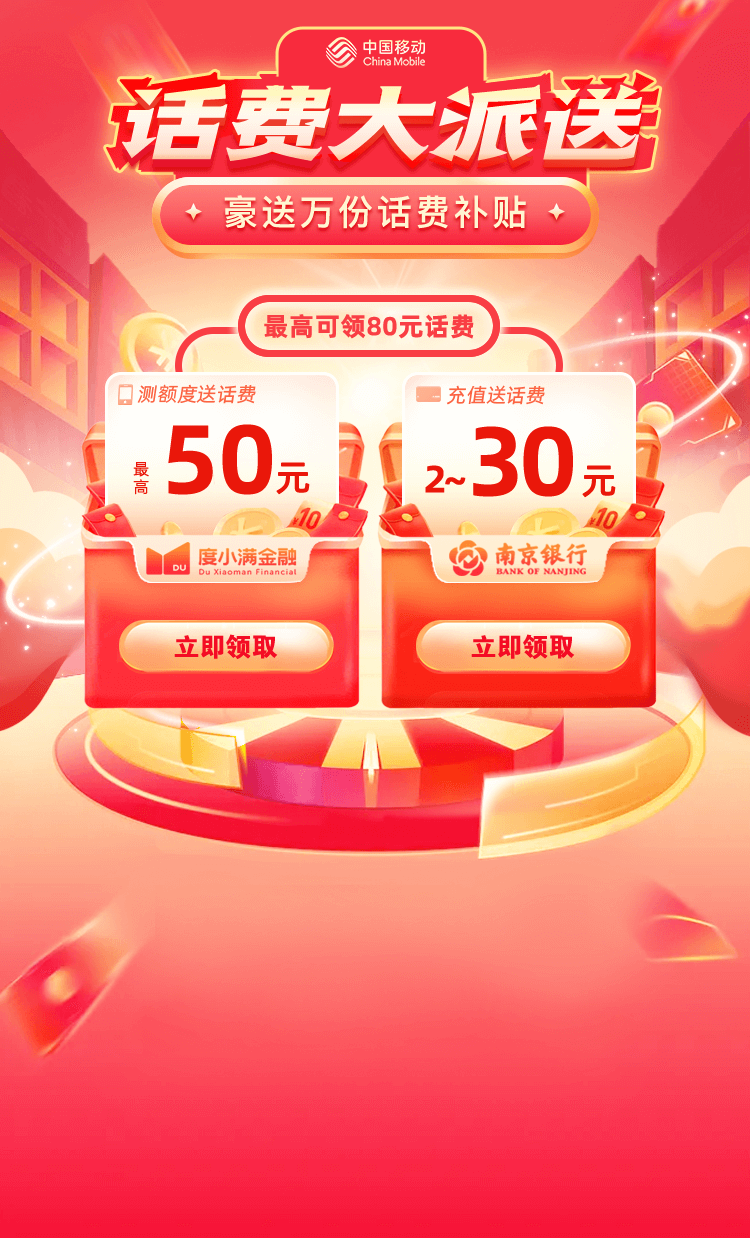 中国移动
China Mobile
话费大派送
豪送万份话费补贴
最高可领80元话费
测额度送话费
最高
50元
¥10
DU
度小满金融
Du Xiaoman Financial
立即领取
充值送话费
2~30元
¥10
南京银行
BANK OF NANJING
立即领取